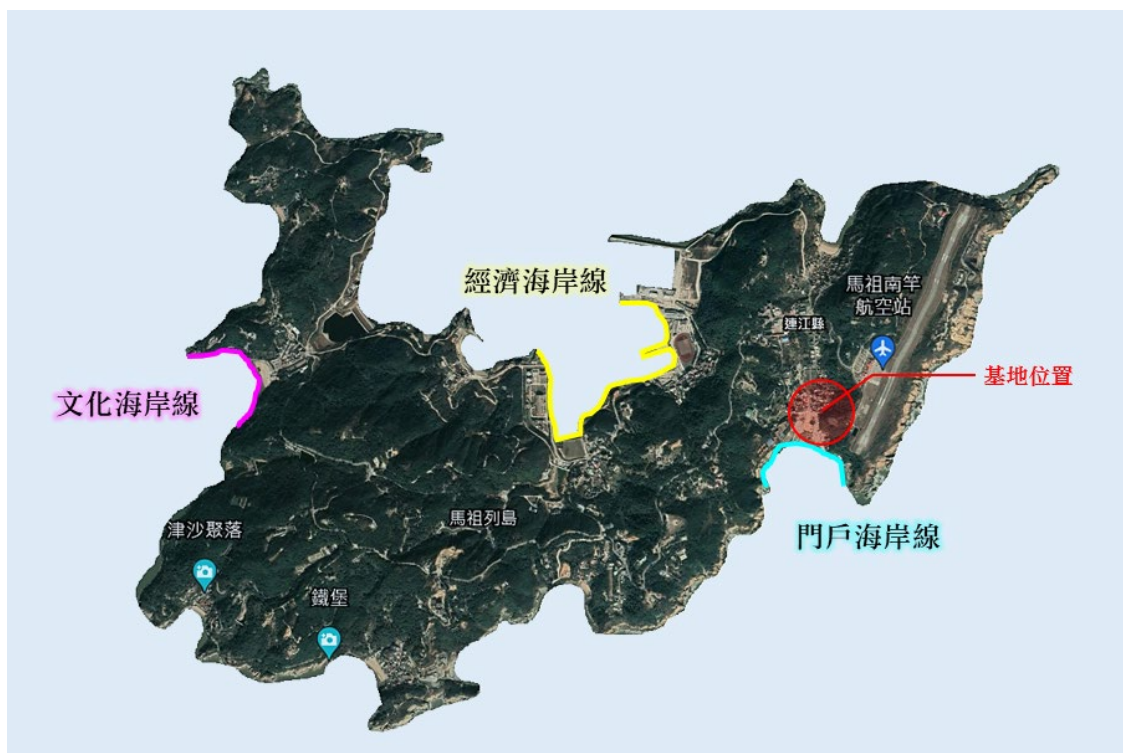 經濟海岸線
馬祖南竿
航空站
連江縣
基地位置
文化海岸線
馬祖列島
津沙聚落
門戶海岸線
鐵堡